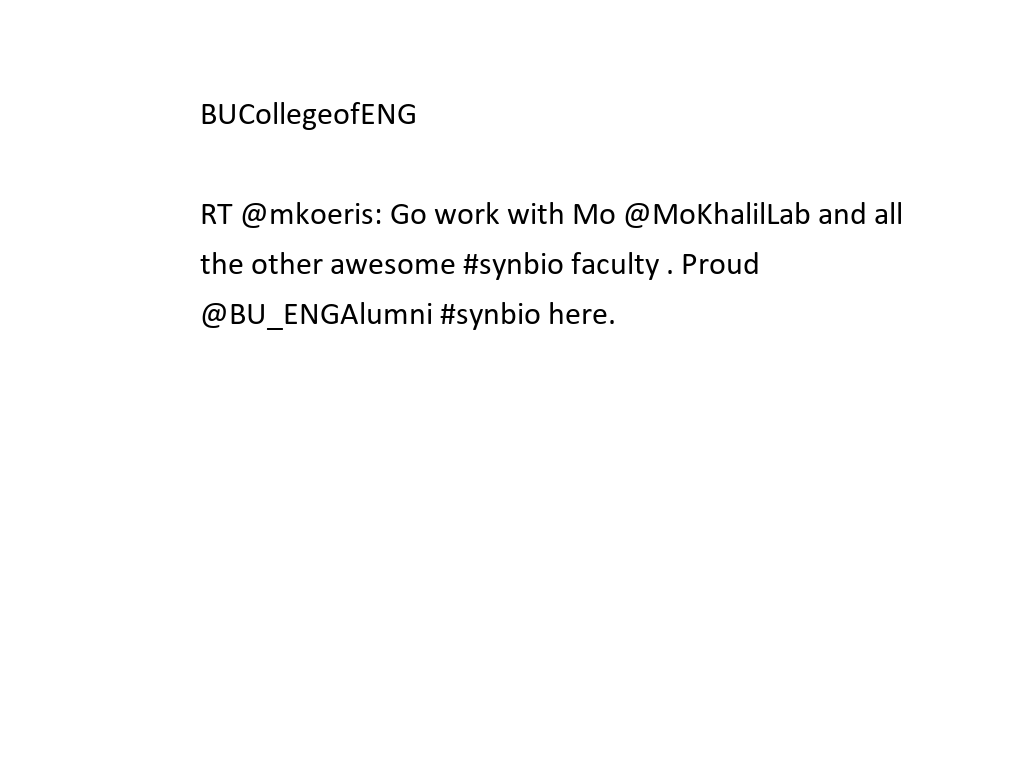 BUCollegeofENG
RT @mkoeris: Go work with Mo @MoKhalilLab and all
the other awesome #synbio faculty . Proud
@BU_ENGAlumni #synbio here.